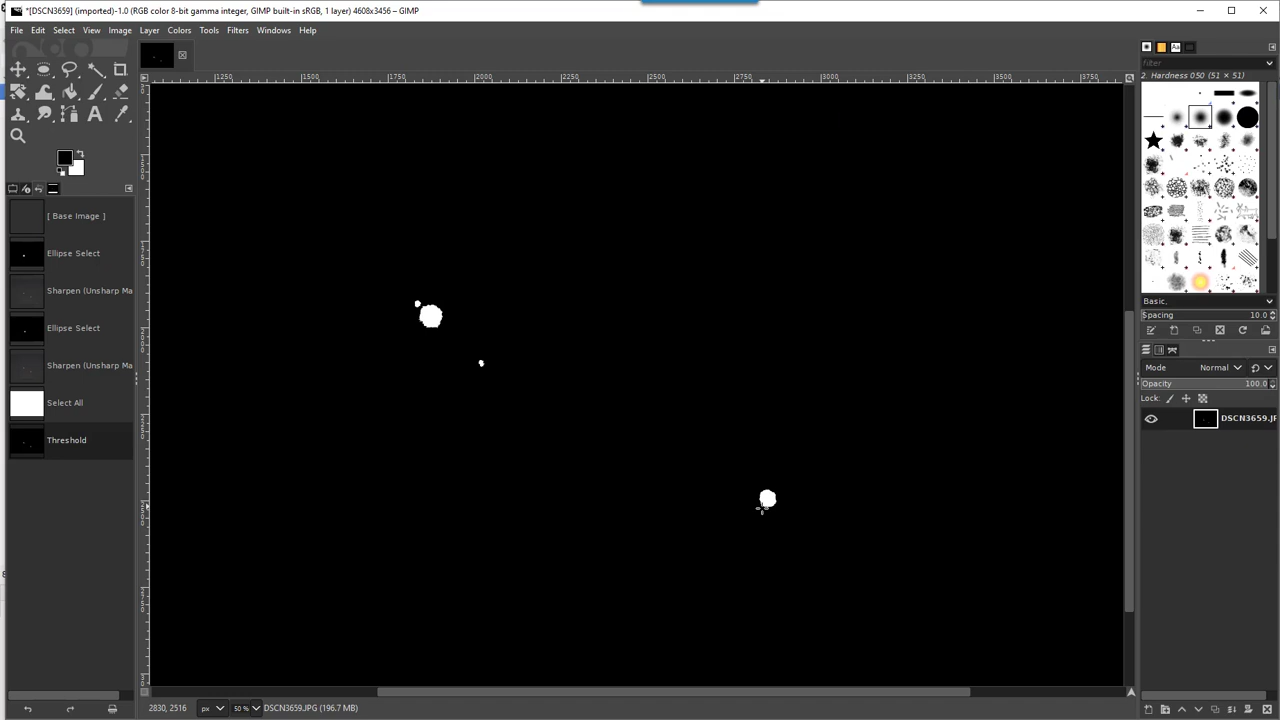 *[DSCN3659] (imported)-1.0 (RGB color 8-bit gamma integer, GIMP built-in sRGB, 1 layer) 4608x3456 – GIMP
File Edit Select View Image Layer Colors Tools Filters Windows Help
filter
2. Hardness 050 (51 × 51)
1250 1500 1750 2000 2250 2500 2750 3000 3250 3500 3750
[ Base Image ]
Ellipse Select
Sharpen (Unsharp Ma
Ellipse Select
Sharpen (Unsharp Ma
Select All
Threshold
Basic,
Spacing 10.0
Mode Normal
Opacity 100.0
Lock:
DSCN3659.JP
2830, 2516 px 50 % DSCN3659.JPG (196.7 MB)